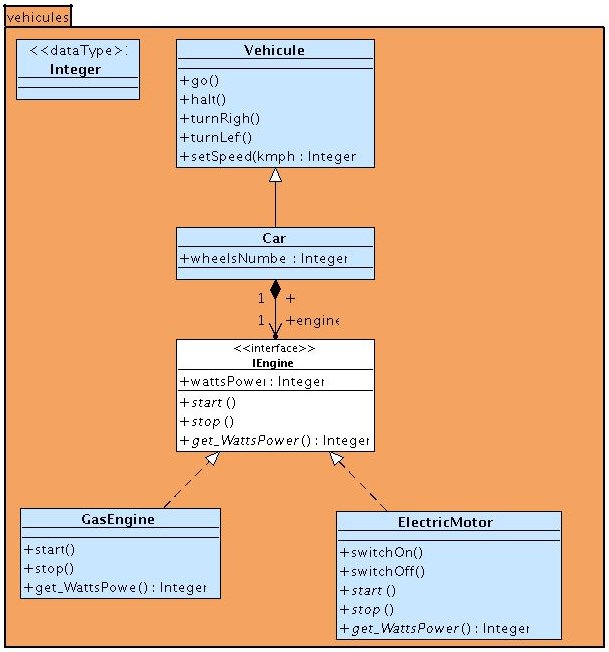 vehicules
<<dataType>:
Integer
Vehicule
+go()
+halt()
+turnRigh()
+turnLef()
+setSpeed(kmph : Integer
Car
+wheelsNumbe : Integer
1 +
1 +engine
<<interface>>
IEngine
+wattsPower : Integer
+start ()
+stop ()
+get_WattsPower() : Integer
GasEngine
+start()
+stop()
+get_WattsPowe() : Integer
ElectricMotor
+switchOn()
+switchOff()
+start ()
+stop ()
+get_WattsPower() : Integer